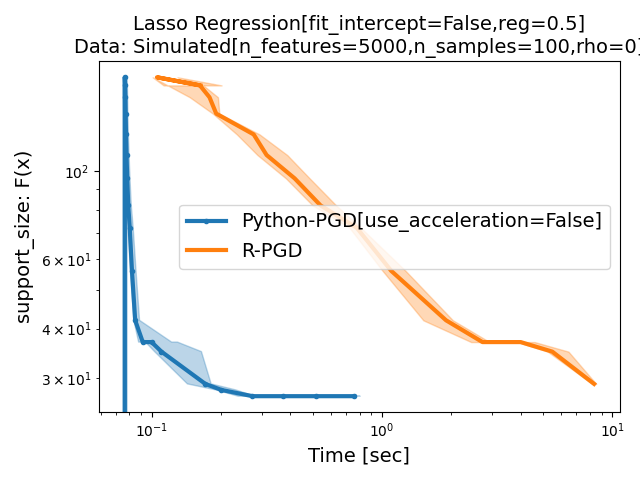 Lasso Regression[fit_intercept=False,reg=0.5]
Data: Simulated[n_features=5000,n_samples=100,rho=0]
support_size: F(x)
10²
6 × 10¹
4 × 10¹
3 × 10¹
Python-PGD[use_acceleration=False]
R-PGD
10⁻¹
10⁰
10¹
Time [sec]